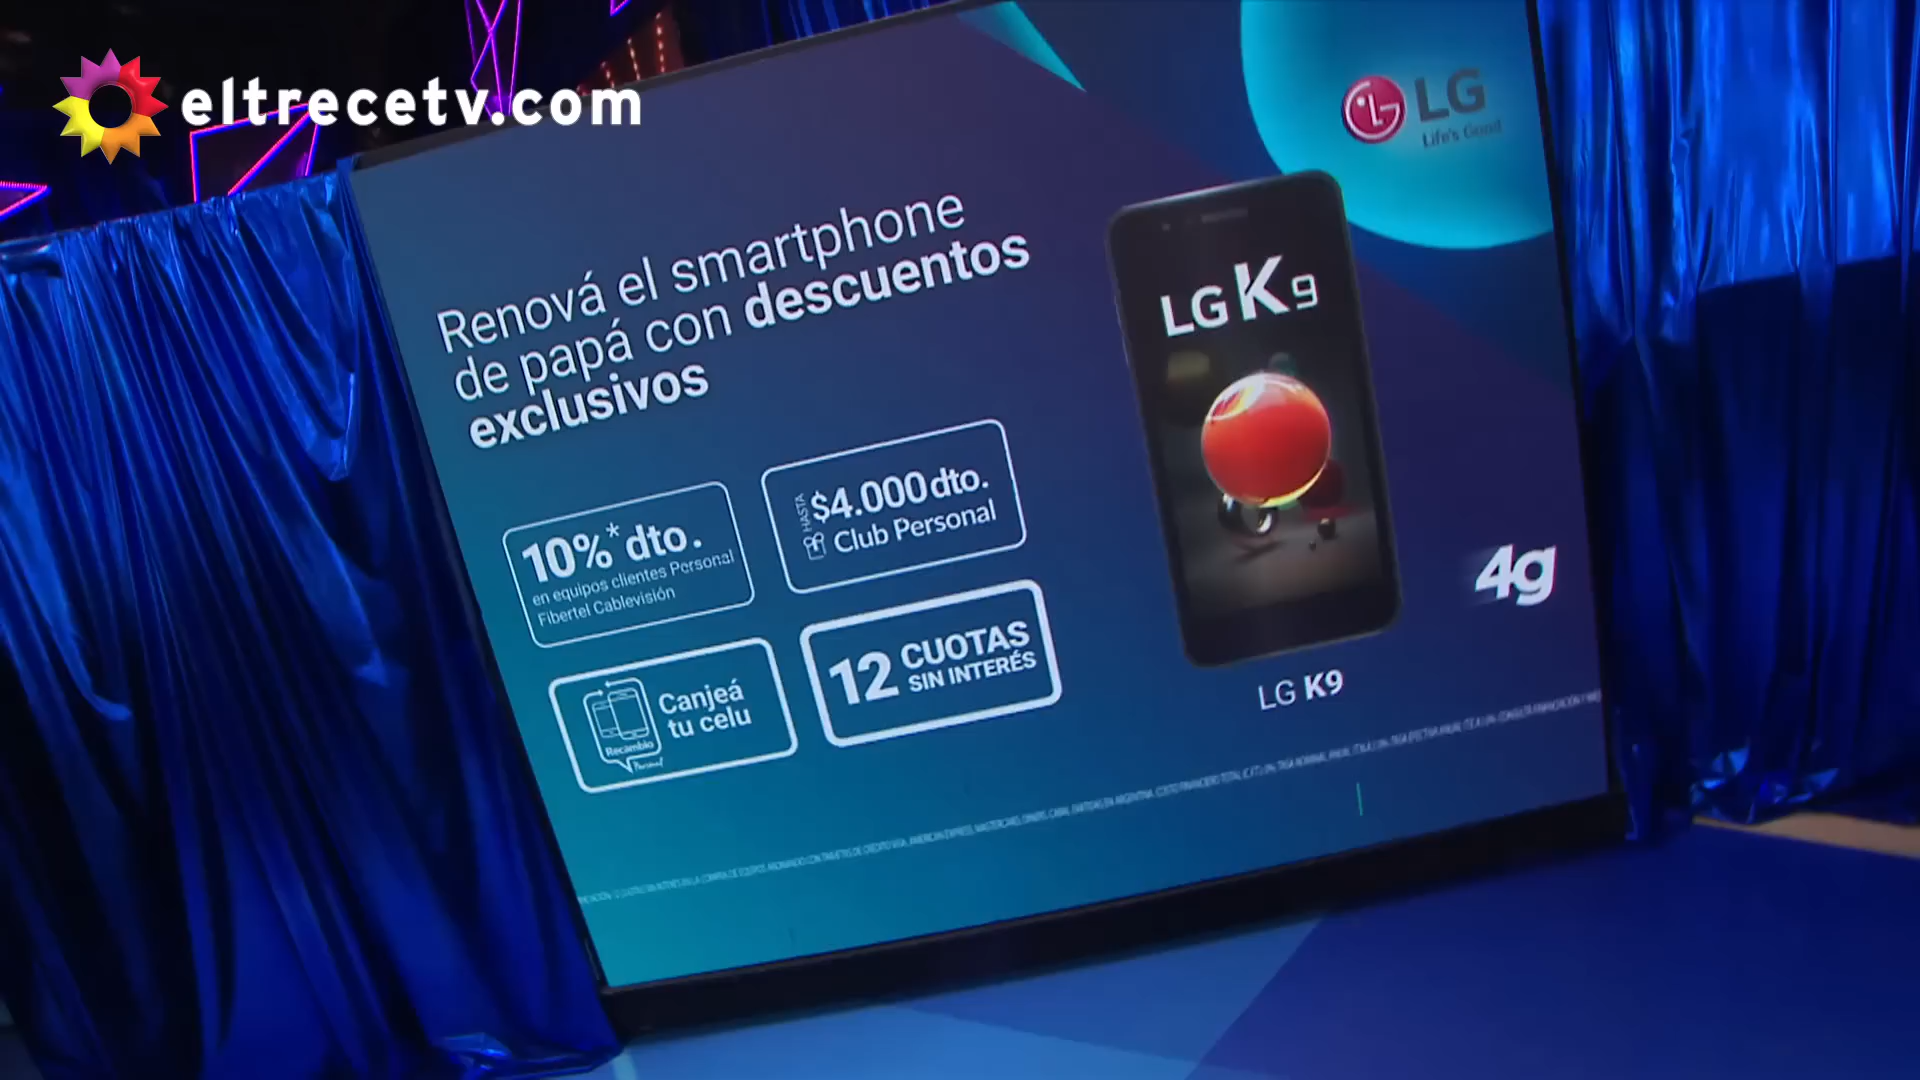 eltrecetv.com
LG
Life's Good
Renová el smartphone
de papá con descuentos
exclusivos
LG K9
10%* dto.
en equipos clientes Personal
Fibertel Cablevisión
HASTA
$4.000 dto.
Club Personal
4g
Canjeá
tu celu
Recambio
Personal
12 CUOTAS
SIN INTERÉS
LG K9